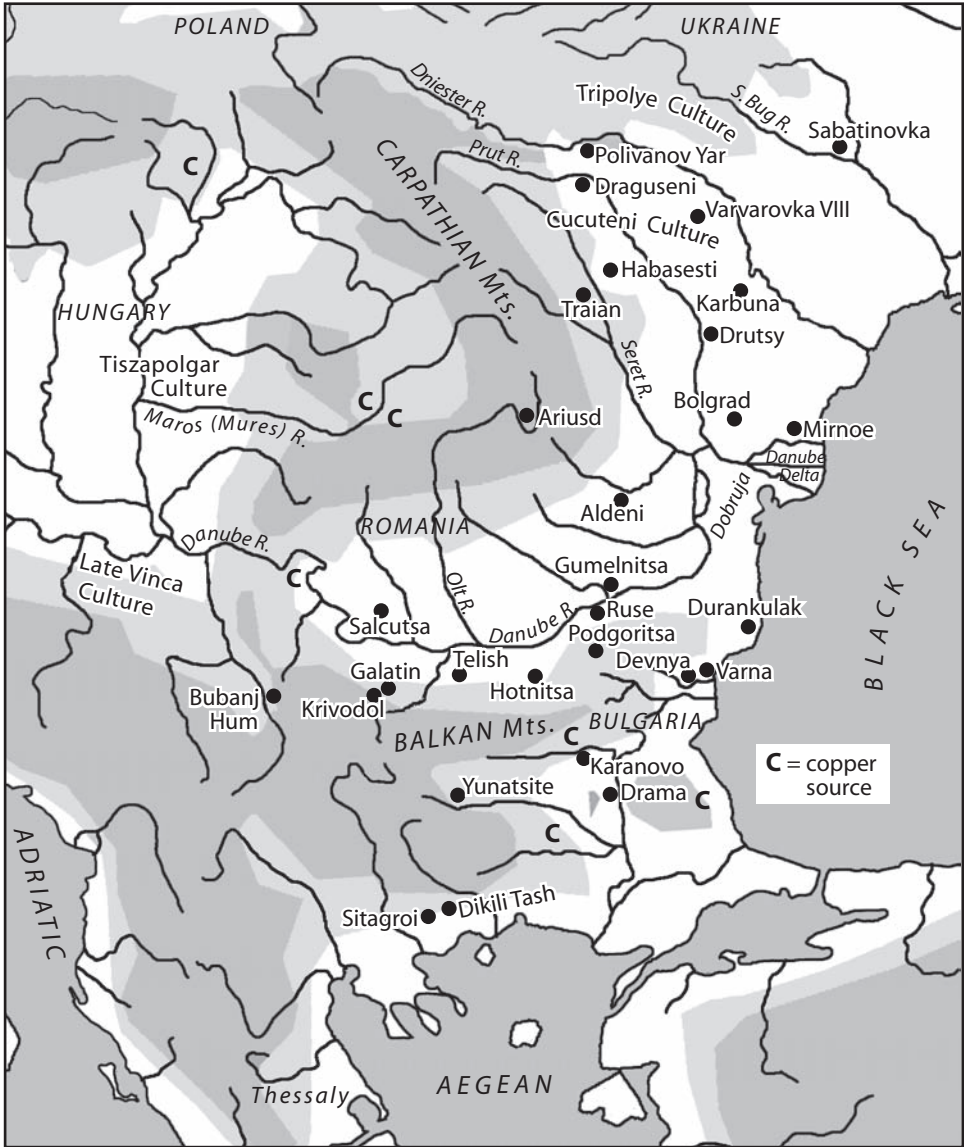 POLAND
UKRAINE
Dniester R.
Tripolye Culture
S. Bug R.
Sabatinovka
C
CARPATHIAN Mts.
Prut R.
Polivanov Yar
Draguseni
Varvarovka VIII
Cucuteni Culture
Habasesti
Traian
Karbuna
Drutsy
HUNGARY
Tiszapolgar
Culture
Seret R.
C
C
Ariusd
Bolgrad
Mirnoe
Maros (Mures) R.
Danube
Delta
Dobruja
Aldeni
ROMANIA
Danube R.
Late Vinca
Culture
C
Olt R.
Gumelnitsa
Salcutsa
Danube R.
Ruse
Durankulak
Podgoritsa
BLACK SEA
Galatin
Telish
Devnya
Varna
Bubanj
Hum
Krivodol
Hotnitsa
BALKAN Mts.
BULGARIA
C
Karanovo
C = copper
source
Yunatsite
Drama
C
C
ADRIATIC
Sitagroi
Dikili Tash
Thessaly
AEGEAN